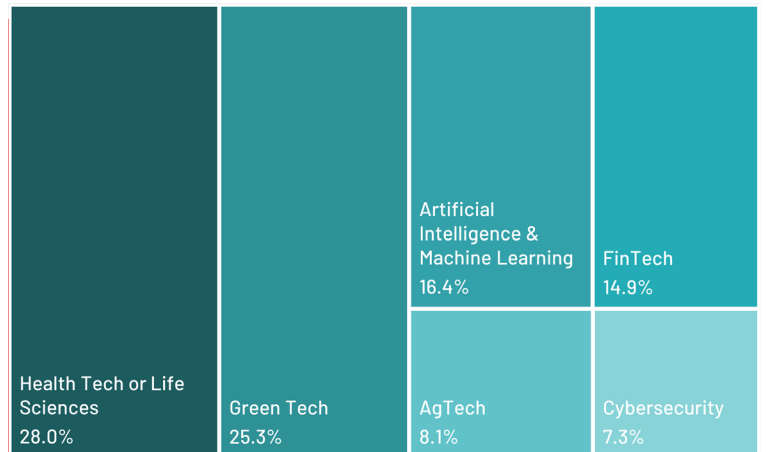 Health Tech or Life
Sciences
28.0%
Green Tech
25.3%
Artificial
Intelligence &
Machine Learning
16.4%
FinTech
14.9%
AgTech
8.1%
Cybersecurity
7.3%